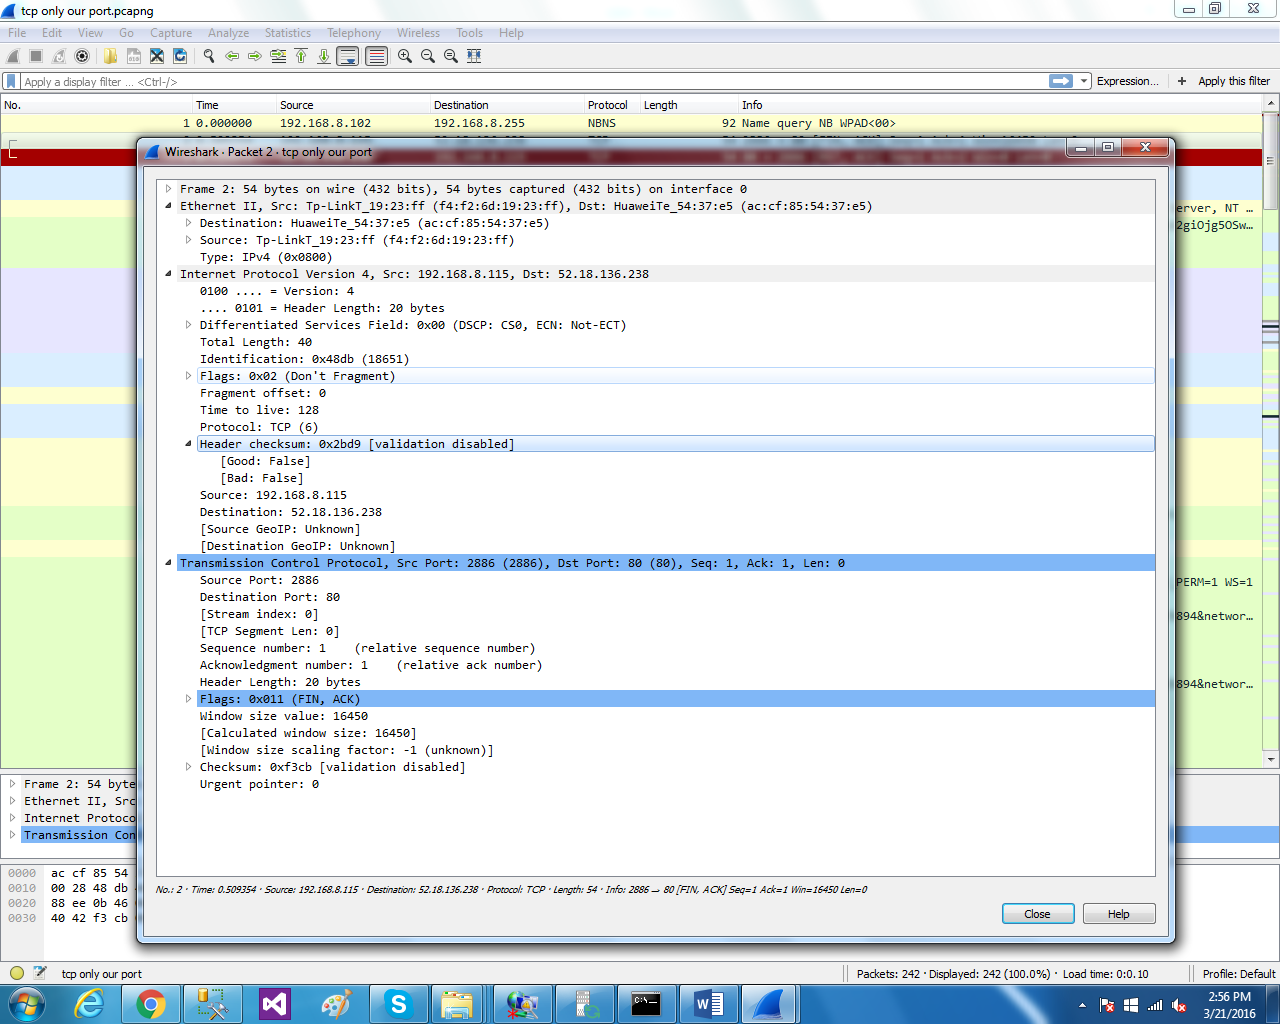 tcp only our port.pcapng
File Edit View Go Capture Analyze Statistics Telephony Wireless Tools Help
Apply a display filter ... <Ctrl-/>
Expression... + Apply this filter
No. Time Source Destination Protocol Length Info
1 0.000000 192.168.8.102 192.168.8.255 NBNS 92 Name query NB WPAD<00>
Wireshark · Packet 2 · tcp only our port
Frame 2: 54 bytes on wire (432 bits), 54 bytes captured (432 bits) on interface 0
Ethernet II, Src: Tp-LinkT_19:23:ff (f4:f2:6d:19:23:ff), Dst: HuaweiTe_54:37:e5 (ac:cf:85:54:37:e5)
Destination: HuaweiTe_54:37:e5 (ac:cf:85:54:37:e5)
Source: Tp-LinkT_19:23:ff (f4:f2:6d:19:23:ff)
Type: IPv4 (0x0800)
Internet Protocol Version 4, Src: 192.168.8.115, Dst: 52.18.136.238
0100 .... = Version: 4
.... 0101 = Header Length: 20 bytes
Differentiated Services Field: 0x00 (DSCP: CS0, ECN: Not-ECT)
Total Length: 40
Identification: 0x48db (18651)
Flags: 0x02 (Don't Fragment)
Fragment offset: 0
Time to live: 128
Protocol: TCP (6)
Header checksum: 0x2bd9 [validation disabled]
[Good: False]
[Bad: False]
Source: 192.168.8.115
Destination: 52.18.136.238
[Source GeoIP: Unknown]
[Destination GeoIP: Unknown]
Transmission Control Protocol, Src Port: 2886 (2886), Dst Port: 80 (80), Seq: 1, Ack: 1, Len: 0
Source Port: 2886
Destination Port: 80
[Stream index: 0]
[TCP Segment Len: 0]
Sequence number: 1 (relative sequence number)
Acknowledgment number: 1 (relative ack number)
Header Length: 20 bytes
Flags: 0x011 (FIN, ACK)
Window size value: 16450
[Calculated window size: 16450]
[Window size scaling factor: -1 (unknown)]
Checksum: 0xf3cb [validation disabled]
Urgent pointer: 0
No.: 2 · Time: 0.509354 · Source: 192.168.8.115 · Destination: 52.18.136.238 · Protocol: TCP · Length: 54 · Info: 2886 → 80 [FIN, ACK] Seq=1 Ack=1 Win=16450 Len=0
Close Help
erver, NT ...
2giOjg5OSw...
PERM=1 WS=1
894&networ...
894&networ...
Frame 2: 54 byte
Ethernet II, Src
Internet Protoco
Transmission Con
0000 ac cf 85 54
0010 00 28 48 db
0020 88 ee 0b 46
0030 40 42 f3 cb
tcp only our port
Packets: 242 · Displayed: 242 (100.0%) · Load time: 0:0.10
Profile: Default
C:\.
2:56 PM
3/21/2016